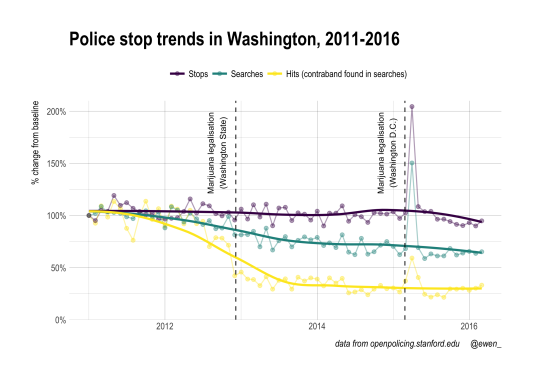 Police stop trends in Washington, 2011-2016
Stops Searches Hits (contraband found in searches)
% change from baseline
200%
150%
100%
50%
0%
Marijuana legalisation
(Washington State)
Marijuana legalisation
(Washington D.C.)
2012 2014 2016
data from openpolicing.stanford.edu @ewen_